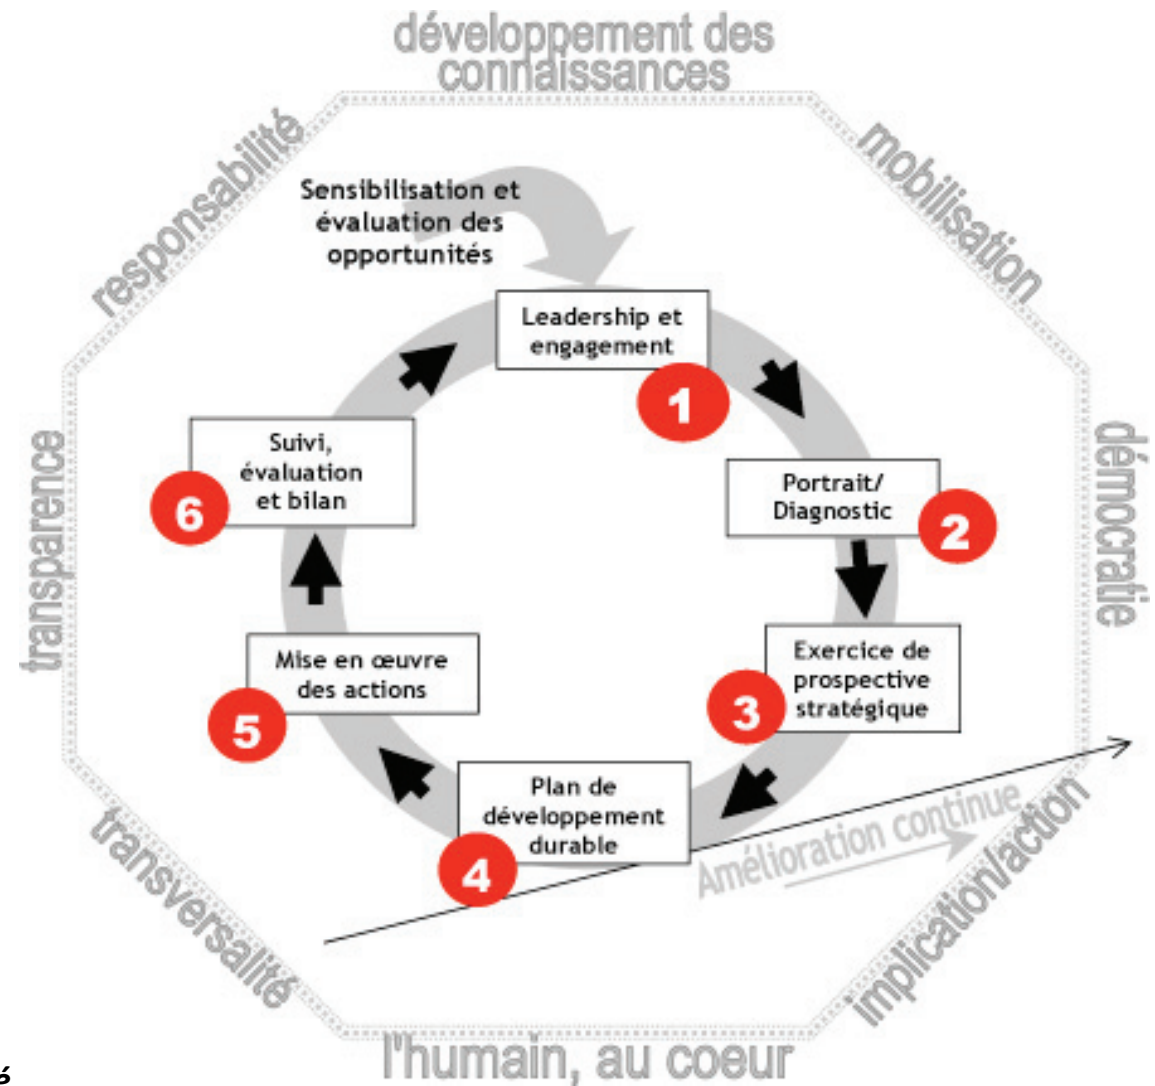 développement des
connaissances
responsabilité
mobilisation
Sensibilisation et
évaluation des
opportunités
Leadership et
engagement
1
Suivi,
évaluation
et bilan
6
Portrait/
Diagnostic
2
transparence
démocratie
Mise en œuvre
des actions
5
Exercice de
prospective
stratégique
3
Plan de
développement
durable
4
Amélioration continue
transversalité
implication/action
l'humain, au coeur